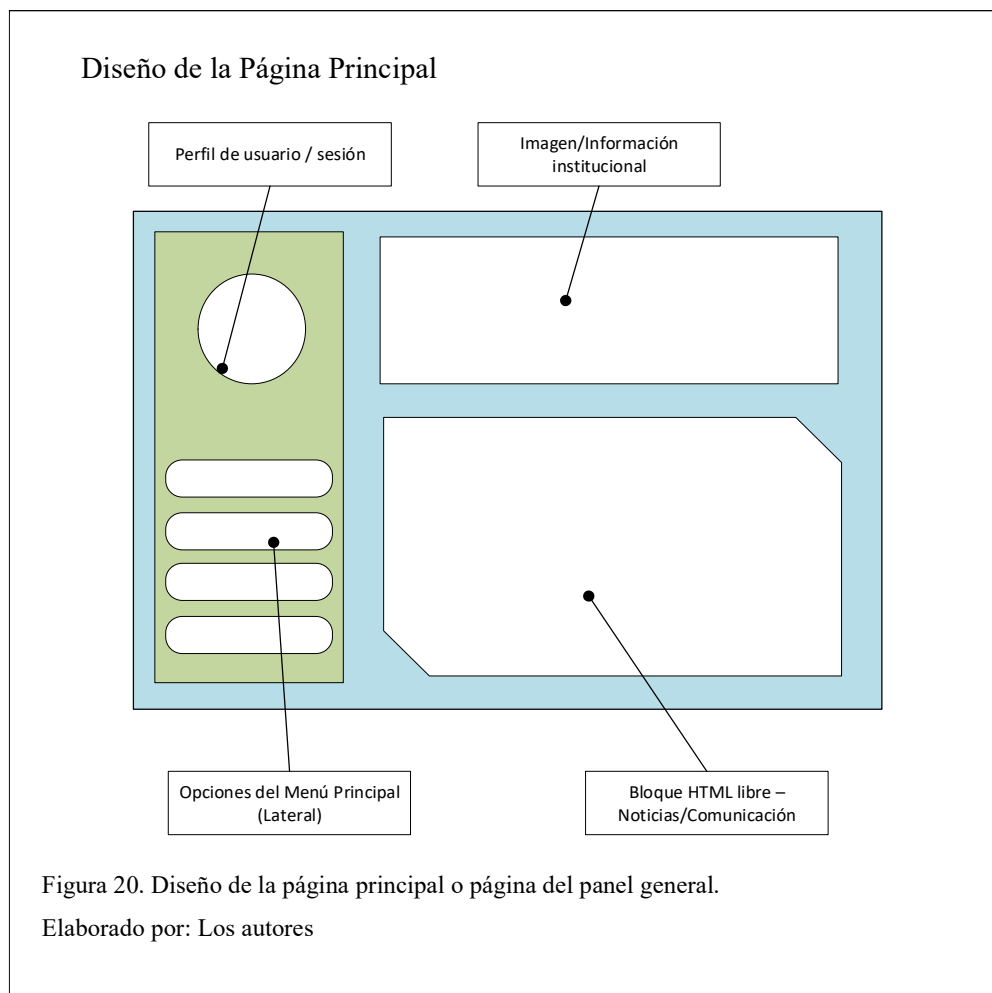 Diseño de la Página Principal
Perfil de usuario / sesión
Imagen/Información
institucional
Opciones del Menú Principal
(Lateral)
Bloque HTML libre –
Noticias/Comunicación
Figura 20. Diseño de la página principal o página del panel general.
Elaborado por: Los autores